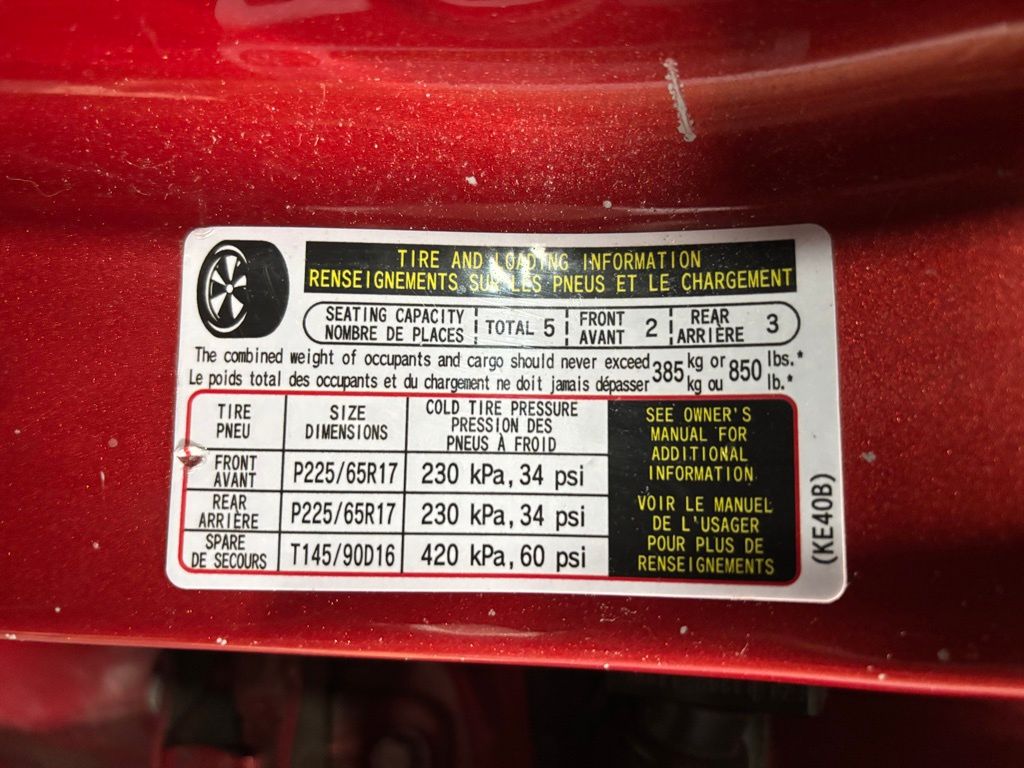 TIRE AND LOADING INFORMATION
RENSEIGNEMENTS SUR LES PNEUS ET LE CHARGEMENT
SEATING CAPACITY TOTAL 5 FRONT 2 REAR 3
NOMBRE DE PLACES AVANT ARRIÈRE
The combined weight of occupants and cargo should never exceed 385 kg or 850 lbs.*
Le poids total des occupants et du chargement ne doit jamais dépasser kg ou lb.*
TIRE SIZE COLD TIRE PRESSURE
PNEU DIMENSIONS PRESSION DES
PNEUS À FROID
FRONT P225/65R17 230 kPa, 34 psi
AVANT
REAR P225/65R17 230 kPa, 34 psi
ARRIÈRE
SPARE T145/90D16 420 kPa, 60 psi
DE SECOURS
SEE OWNER'S
MANUAL FOR
ADDITIONAL
INFORMATION
VOIR LE MANUEL
DE L'USAGER
POUR PLUS DE
RENSEIGNEMENTS
(KE40B)